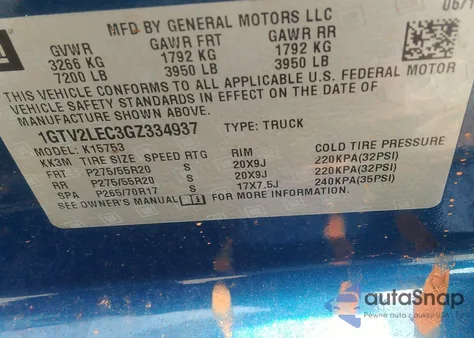 MFD BY GENERAL MOTORS LLC
GVWR GAWR FRT GAWR RR
3266 KG 1792 KG 1792 KG
7200 LB 3950 LB 3950 LB
THIS VEHICLE CONFORMS TO ALL APPLICABLE U.S. FEDERAL MOTOR
VEHICLE SAFETY STANDARDS IN EFFECT ON THE DATE OF
MANUFACTURE SHOWN ABOVE.
1GTV2LEC3GZ334937 TYPE: TRUCK
MODEL: K15753
KK3M TIRE SIZE SPEED RTG RIM COLD TIRE PRESSURE
FRT P275/55R20 S 20X9J 220KPA(32PSI)
RR P275/55R20 S 20X9J 220KPA(32PSI)
SPA P265/70R17 S 17X7.5J 240KPA(35PSI)
SEE OWNER'S MANUAL
autoSnap